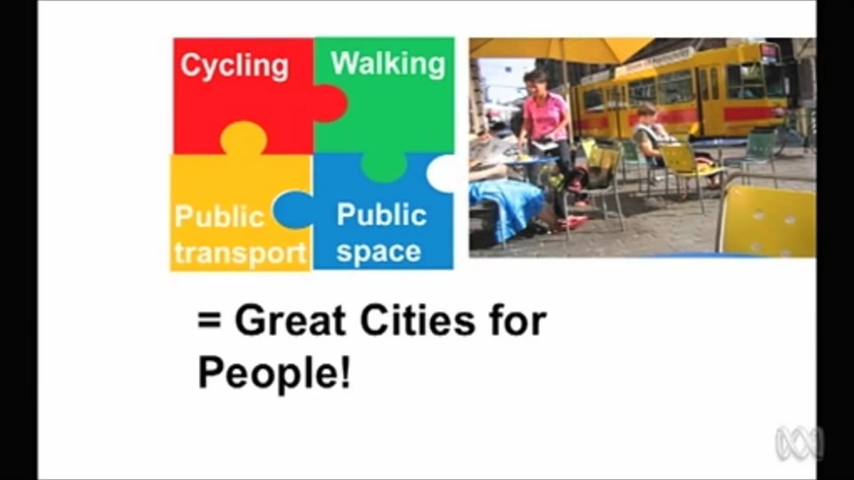 Cycling
Walking
Public
transport
Public
space
= Great Cities for
People!